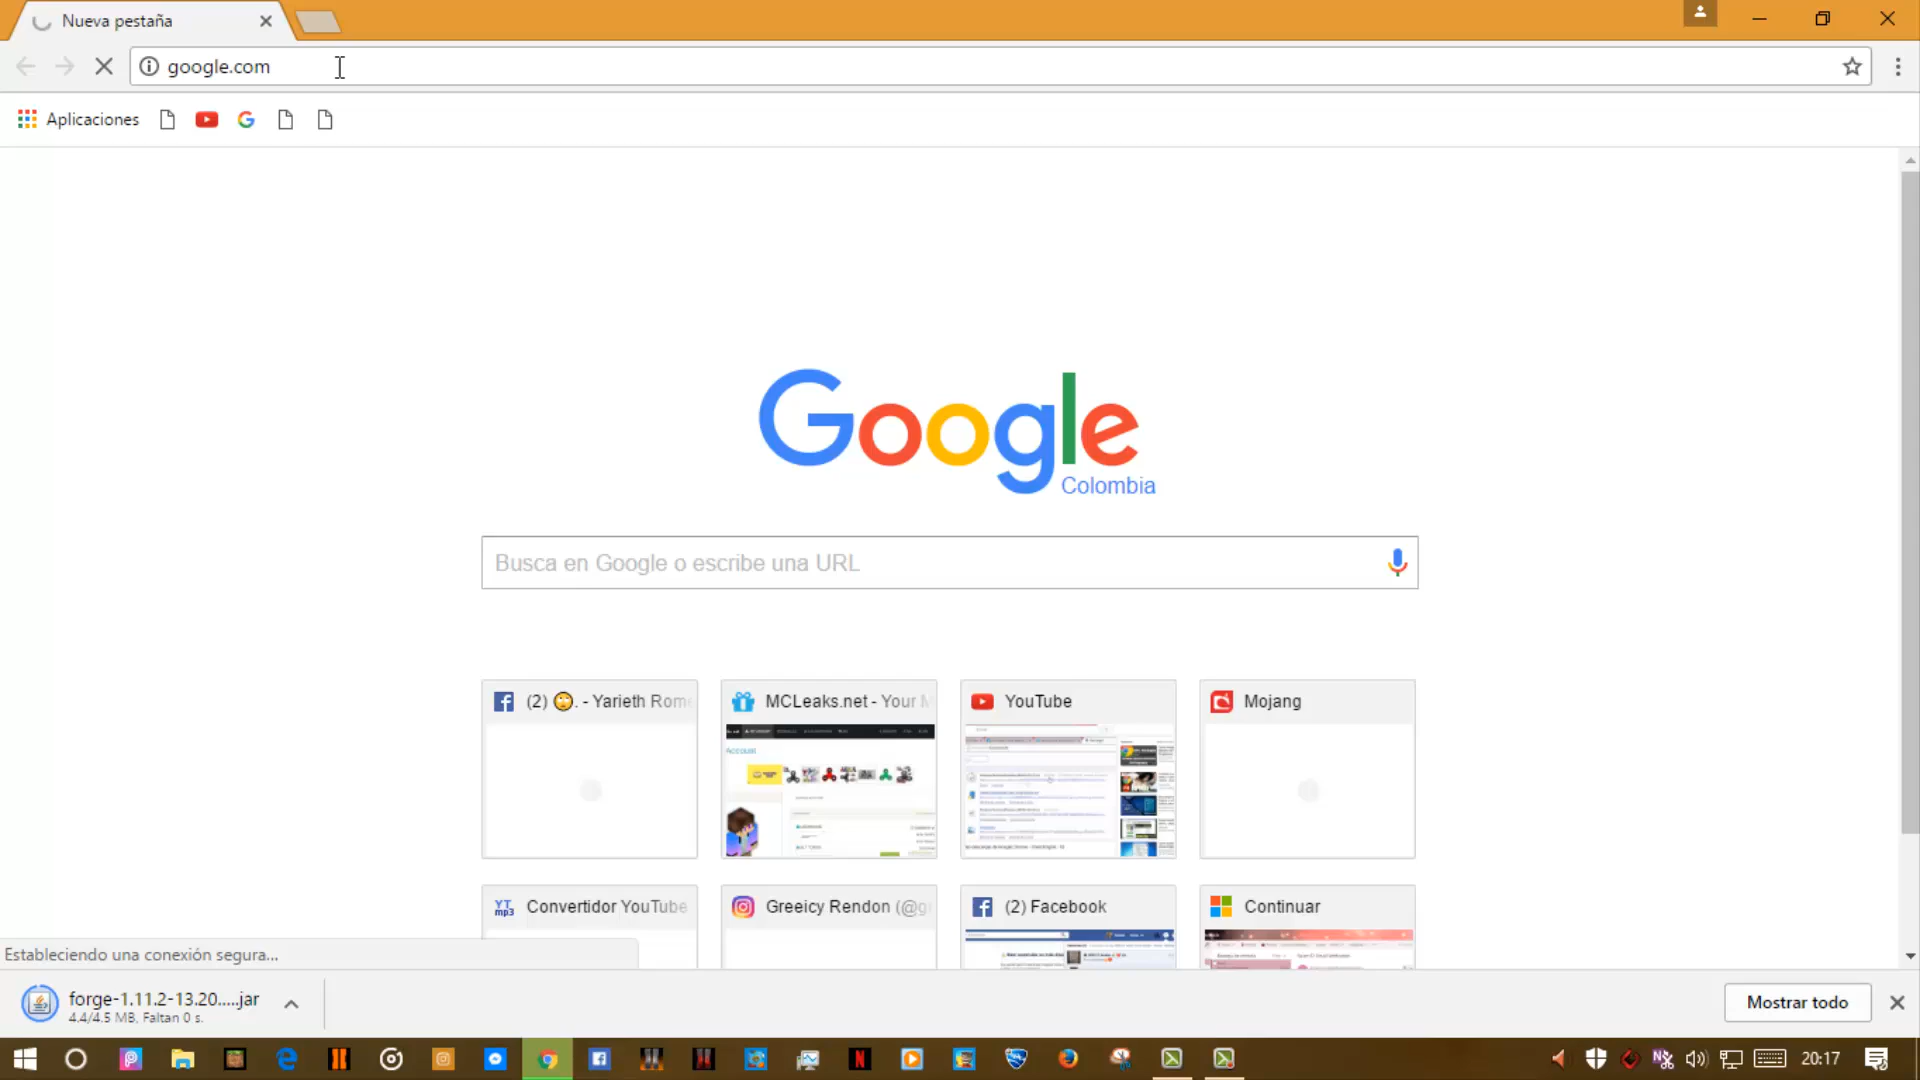 Nueva pestaña
google.com
Aplicaciones
Google
Colombia
Busca en Google o escribe una URL
(2) 🙄. - Yarieth Rome
MCLeaks.net - Your M
YouTube
Mojang
Account
Convertidor YouTube
Greeicy Rendon (@g
(2) Facebook
Continuar
Estableciendo una conexión segura...
forge-1.11.2-13.20.....jar
4.4/4.5 MB, Faltan 0 s.
Mostrar todo
20:17